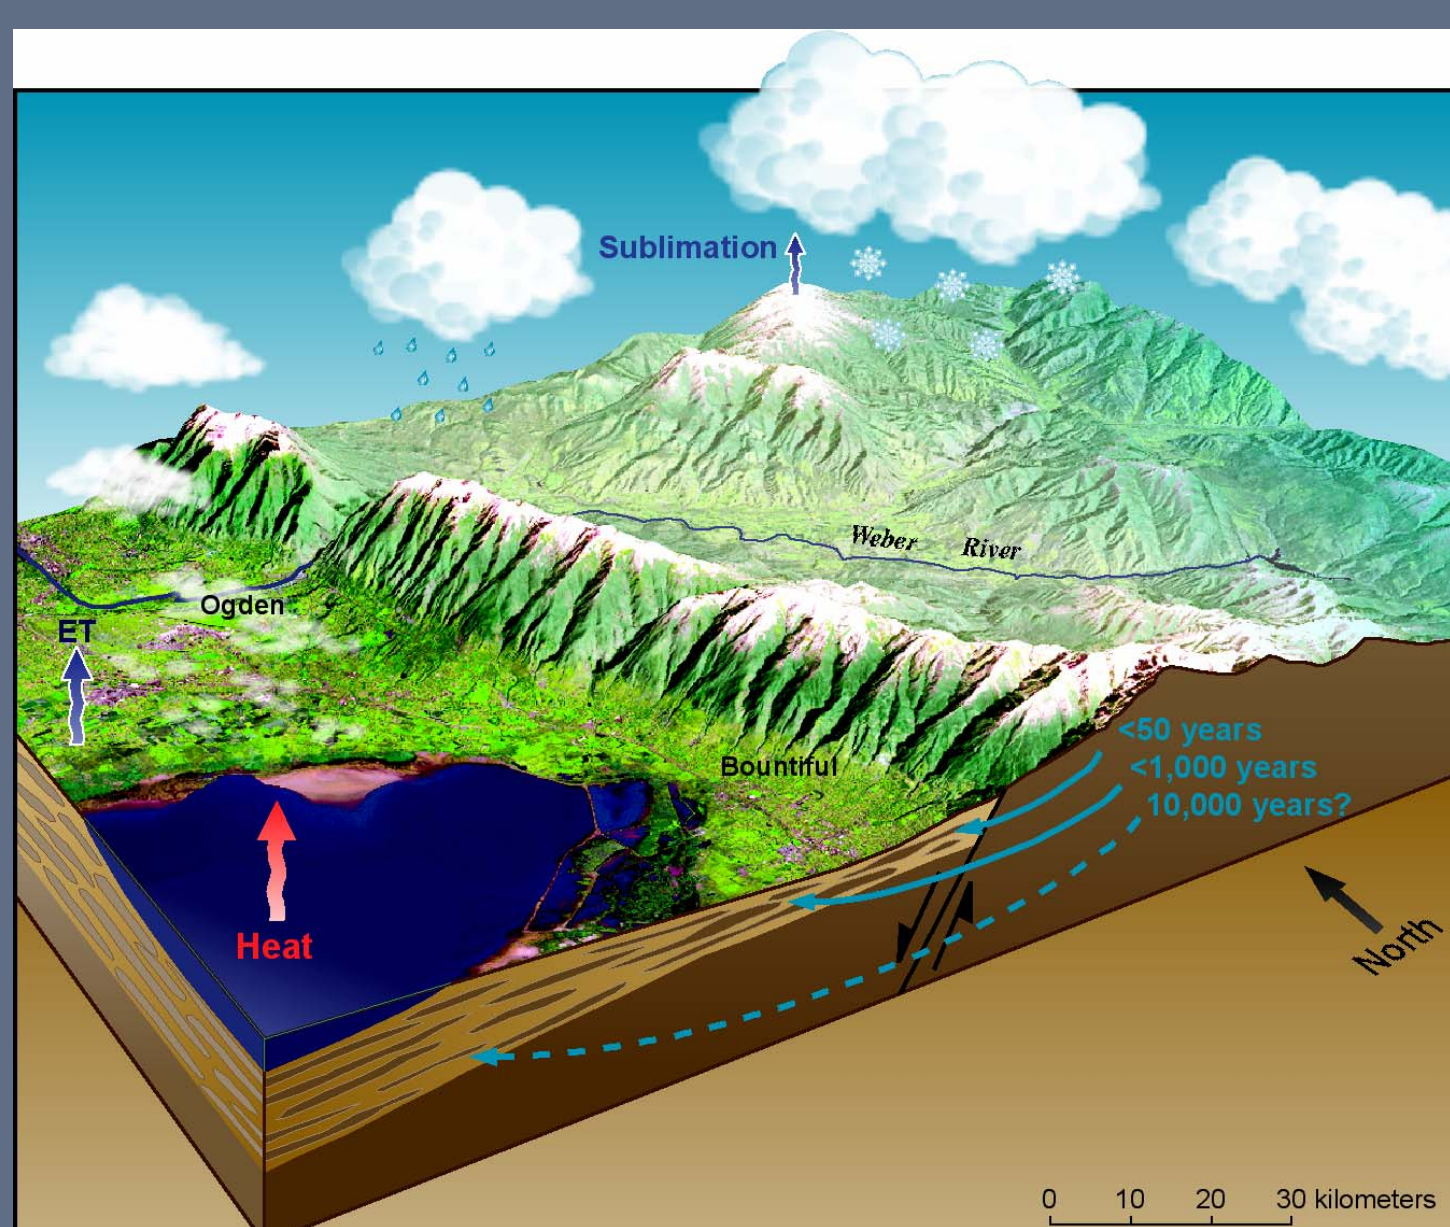 Sublimation
Weber River
Ogden
ET
<50 years
Bountiful
<1,000 years
10,000 years?
Heat
North
0 10 20 30 kilometers